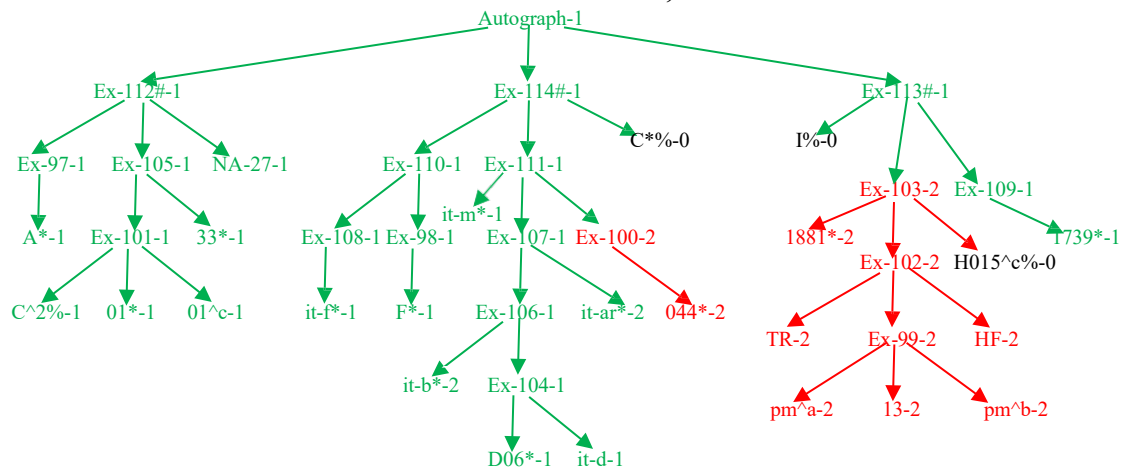 Autograph-1
Ex-112#-1 Ex-114#-1 Ex-113#-1
C*%-0 I%-0
Ex-97-1 Ex-105-1 NA-27-1 Ex-110-1 Ex-111-1
Ex-103-2 Ex-109-1
it-m*-1
A*-1 Ex-101-1 33*-1 Ex-108-1 Ex-98-1 Ex-107-1 Ex-100-2 1881*-2 1739*-1
Ex-102-2 H015^c%-0
C^2%-1 01*-1 01^c-1 it-f*-1 F*-1 Ex-106-1 it-ar*-2 044*-2
TR-2 Ex-99-2 HF-2
it-b*-2 Ex-104-1
pm^a-2 13-2 pm^b-2
D06*-1 it-d-1